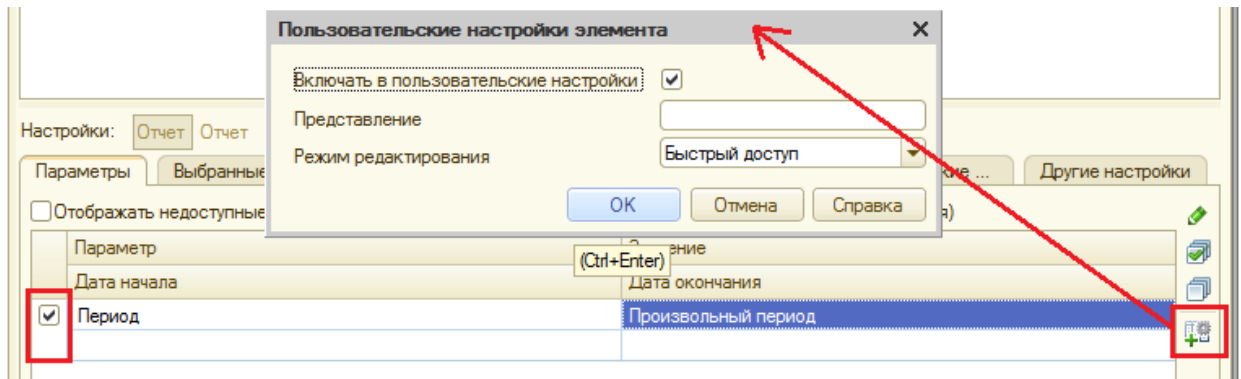 Пользовательские настройки элемента
Включать в пользовательские настройки
Представление
Режим редактирования
Быстрый доступ
OK
Отмена
Справка
(Ctrl+Enter)
Настройки:
Отчет
Отчет
Параметры
Выбранные
...
Другие настройки
Отображать недоступные
Параметр
Дата начала
Дата окончания
Период
Произвольный период